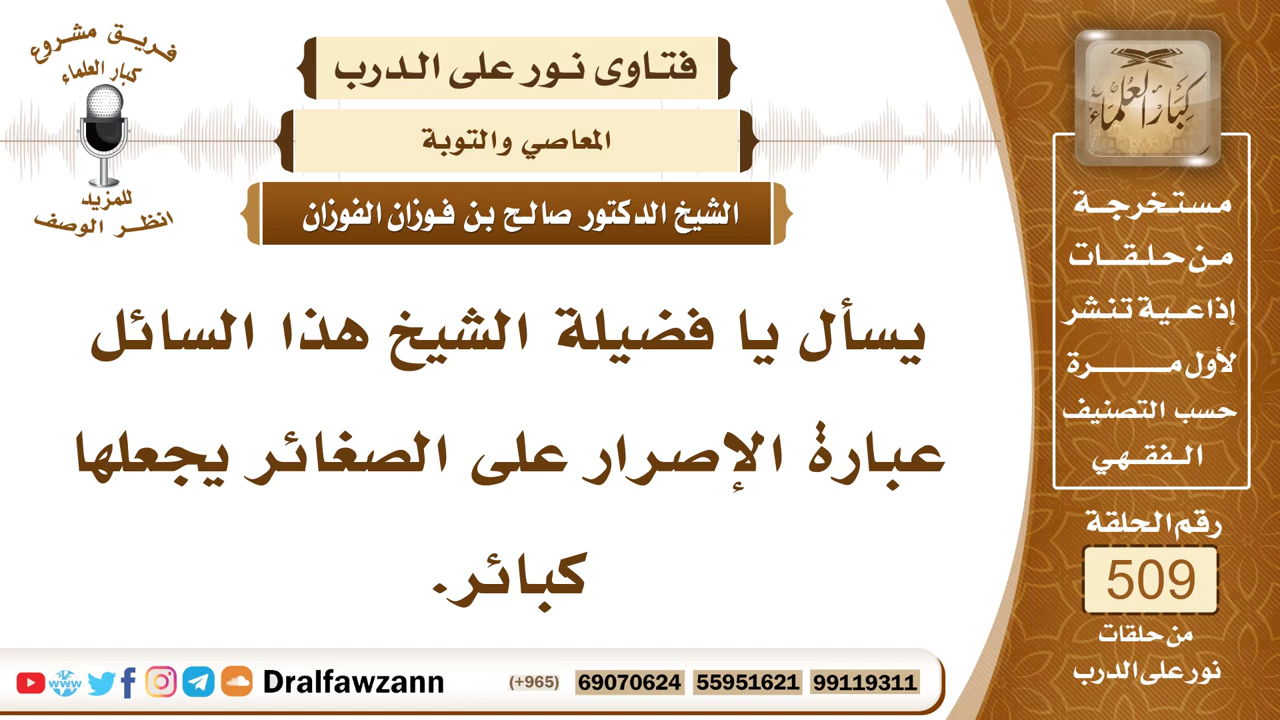 فريق مشروع
كبار العلماء
للمزيد
انظر الوصف
فتاوى نور على الدرب
المعاصي والتوبة
الشيخ الدكتور صالح بن فوزان الفوزان
يسأل يا فضيلة الشيخ هذا السائل
عبارة الإصرار على الصغائر يجعلها
كبائر.
كبار العلماء
مستخرجة
من حلقات
إذاعية تنشر
لأول مرة
حسب التصنيف
الفقهي
رقم الحلقة
509
من حلقات
نور على الدرب
www Dralfawzann (+965) 69070624 55951621 99119311